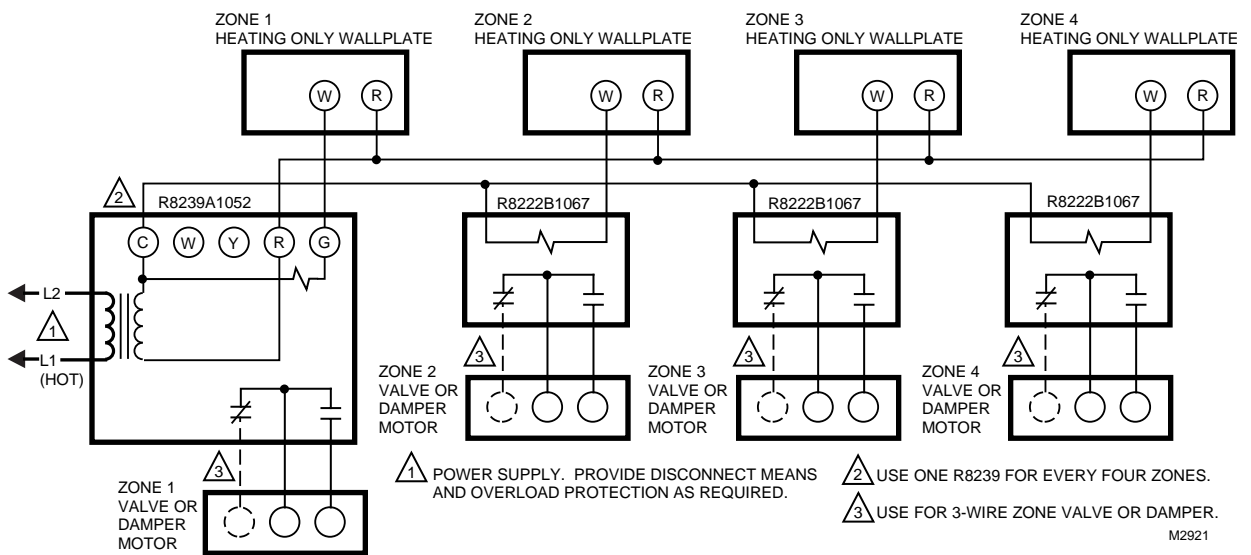 ZONE 1
HEATING ONLY WALLPLATE
ZONE 2
HEATING ONLY WALLPLATE
ZONE 3
HEATING ONLY WALLPLATE
ZONE 4
HEATING ONLY WALLPLATE
W R
W R
W R
W R
2
R8239A1052
R8222B1067
R8222B1067
R8222B1067
C W Y R G
L2
1
L1
(HOT)
3
ZONE 2
VALVE OR
DAMPER
MOTOR
3
ZONE 3
VALVE OR
DAMPER
MOTOR
3
ZONE 4
VALVE OR
DAMPER
MOTOR
3
ZONE 1
VALVE OR
DAMPER
MOTOR
1 POWER SUPPLY. PROVIDE DISCONNECT MEANS
AND OVERLOAD PROTECTION AS REQUIRED.
2 USE ONE R8239 FOR EVERY FOUR ZONES.
3 USE FOR 3-WIRE ZONE VALVE OR DAMPER.
M2921